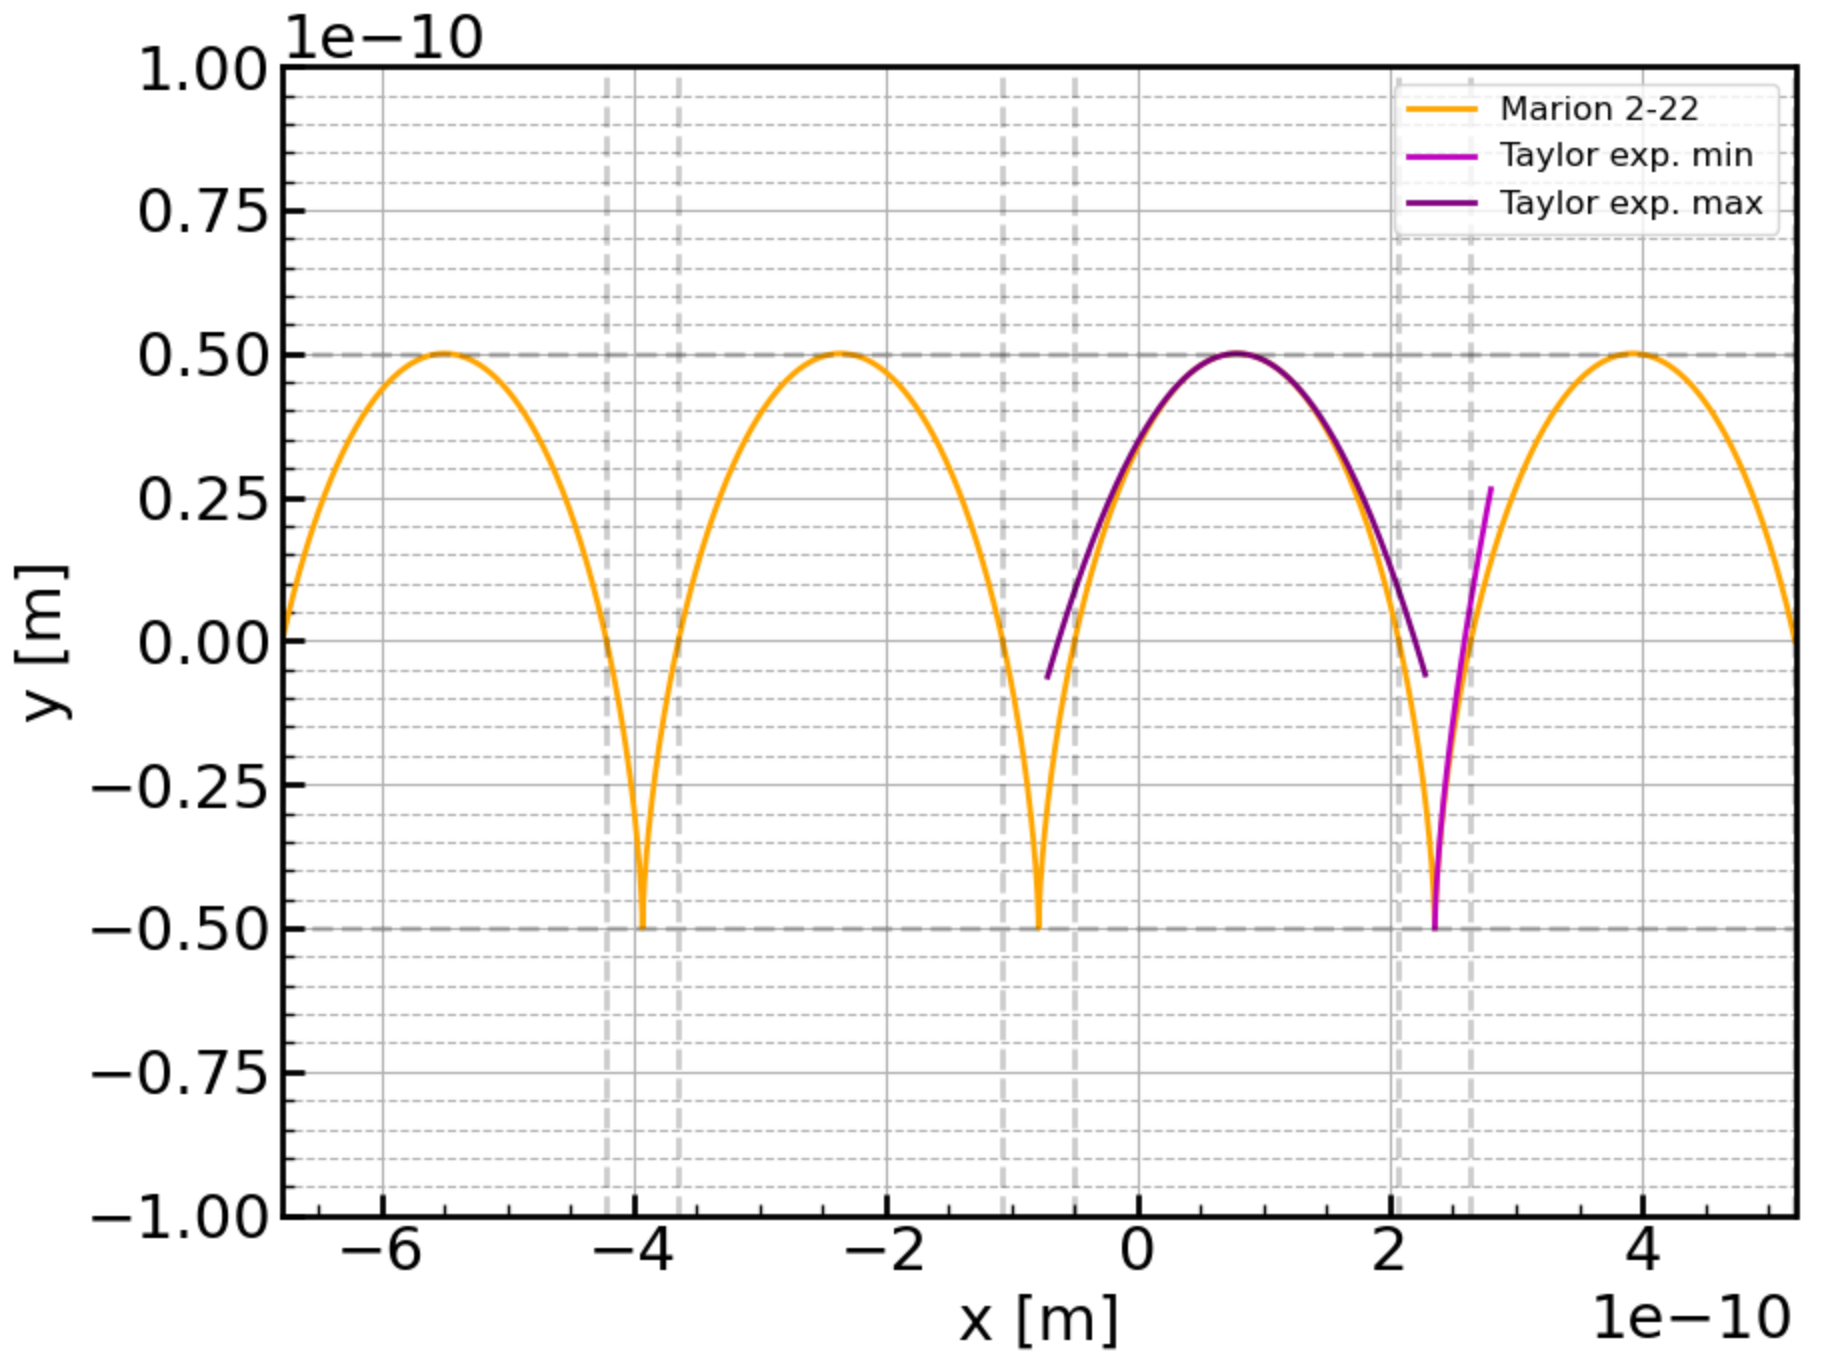 1e−10
1.00
0.75
0.50
0.25
0.00
−0.25
−0.50
−0.75
−1.00
y [m]
Marion 2-22
Taylor exp. min
Taylor exp. max
−6 −4 −2 0 2 4
x [m]
1e−10